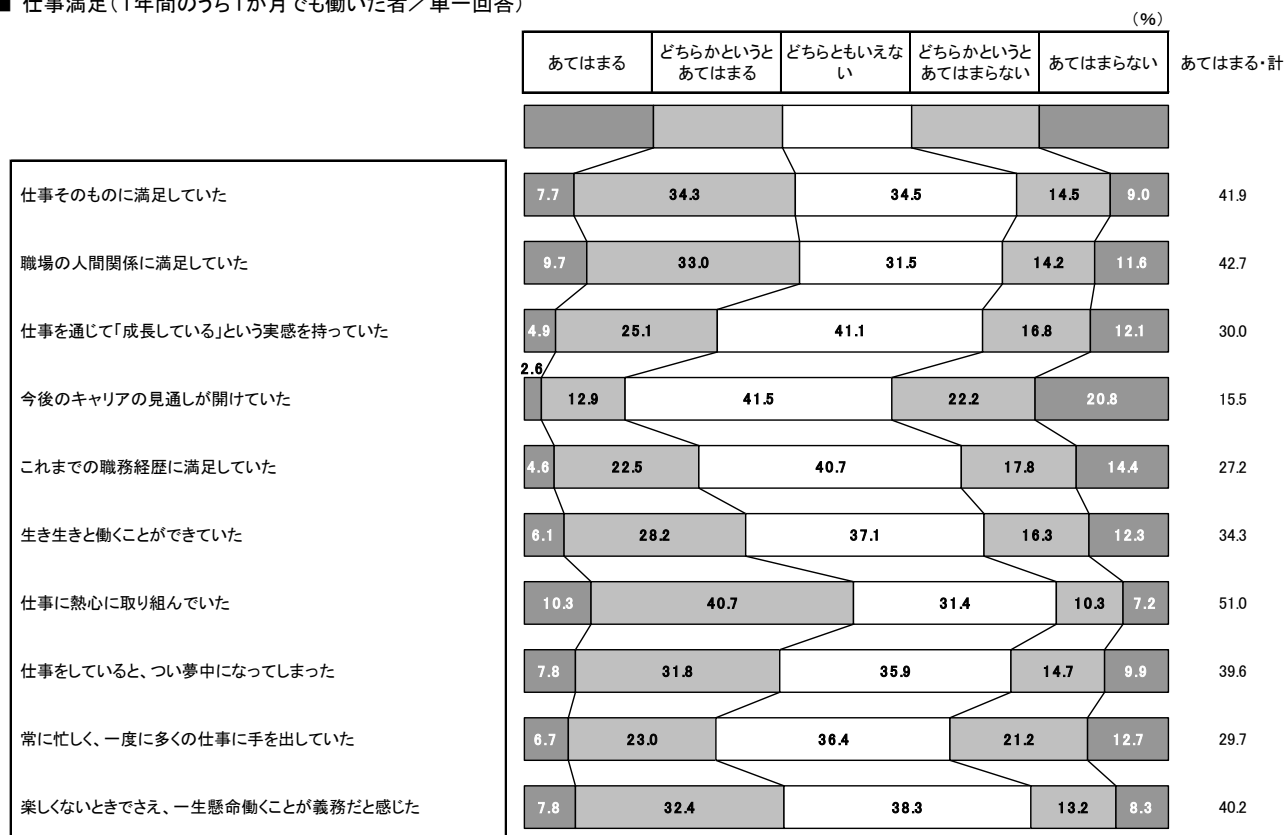 ■ 仕事満足(1年間のうち1か月でも働いた者／単一回答)
(%)
あてはまる どちらかというと あてはまる どちらともいえない どちらかというと あてはまらない あてはまらない あてはまる・計
仕事そのものに満足していた 7.7 34.3 34.5 14.5 9.0 41.9
職場の人間関係に満足していた 9.7 33.0 31.5 14.2 11.6 42.7
仕事を通じて「成長している」という実感を持っていた 4.9 25.1 41.1 16.8 12.1 30.0
今後のキャリアの見通しが開けていた 2.6 12.9 41.5 22.2 20.8 15.5
これまでの職務経歴に満足していた 4.6 22.5 40.7 17.8 14.4 27.2
生き生きと働くことができていた 6.1 28.2 37.1 16.3 12.3 34.3
仕事に熱心に取り組んでいた 10.3 40.7 31.4 10.3 7.2 51.0
仕事をしていると、つい夢中になってしまった 7.8 31.8 35.9 14.7 9.9 39.6
常に忙しく、一度に多くの仕事に手を出していた 6.7 23.0 36.4 21.2 12.7 29.7
楽しくないときでさえ、一生懸命働くことが義務だと感じた 7.8 32.4 38.3 13.2 8.3 40.2